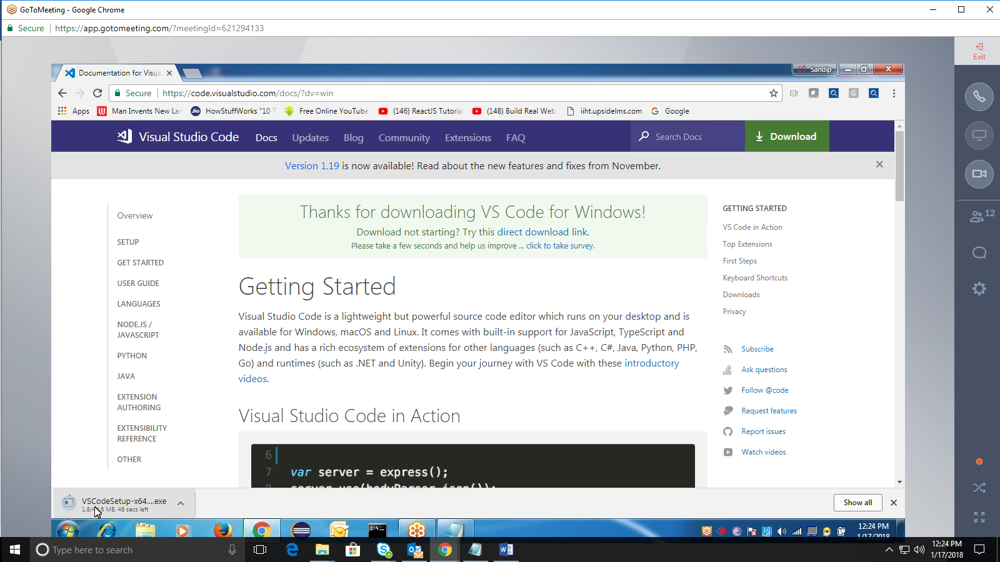 GoToMeeting - Google Chrome
Secure https://app.gotomeeting.com/?meetingId=621294133
Exit
Documentation for Visua
Sandip
Secure https://code.visualstudio.com/docs/?dv=win
Apps Man Invents New Lan HowStuffWorks "10 T Free Online YouTube (146) ReactJS Tutoria (148) Build Real Web iiht.upsidelms.com Google
Visual Studio Code Docs Updates Blog Community Extensions FAQ Search Docs Download
Version 1.19 is now available! Read about the new features and fixes from November.
12
Overview
SETUP
GET STARTED
USER GUIDE
LANGUAGES
NODE.JS /
JAVASCRIPT
PYTHON
JAVA
EXTENSION
AUTHORING
EXTENSIBILITY
REFERENCE
OTHER
Thanks for downloading VS Code for Windows!
Download not starting? Try this direct download link.
Please take a few seconds and help us improve ... click to take survey.
Getting Started
Visual Studio Code is a lightweight but powerful source code editor which runs on your desktop and is
available for Windows, macOS and Linux. It comes with built-in support for JavaScript, TypeScript and
Node.js and has a rich ecosystem of extensions for other languages (such as C++, C#, Java, Python, PHP,
Go) and runtimes (such as .NET and Unity). Begin your journey with VS Code with these introductory
videos.
Visual Studio Code in Action
6
7 var server = express();
8 server.use(bodyParser.json());
GETTING STARTED
VS Code in Action
Top Extensions
First Steps
Keyboard Shortcuts
Downloads
Privacy
Subscribe
Ask questions
Follow @code
Request features
Report issues
Watch videos
VSCodeSetup-x64....exe
MB, 48 secs left
Show all
12:24 PM
1/17/2018
Type here to search
12:24 PM
1/17/2018